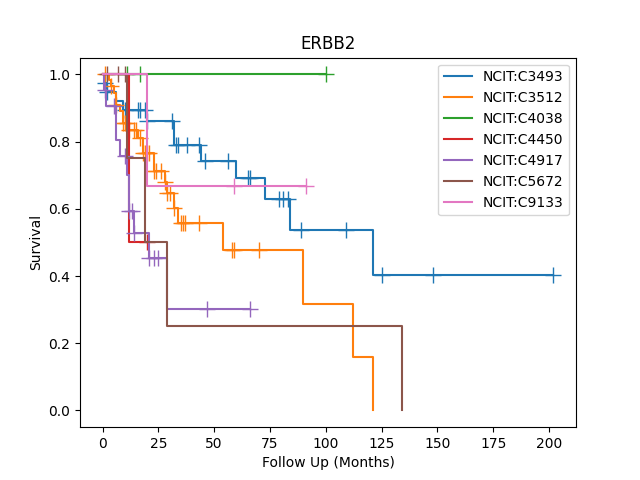 ERBB2
NCIT:C3493
NCIT:C3512
NCIT:C4038
NCIT:C4450
NCIT:C4917
NCIT:C5672
NCIT:C9133
Survival
1.0
0.8
0.6
0.4
0.2
0.0
0 25 50 75 100 125 150 175 200
Follow Up (Months)